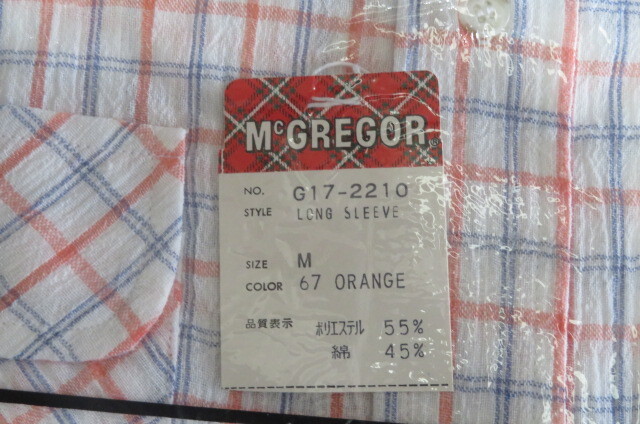 McGREGOR
NO. G17-2210
STYLE LONG SLEEVE
SIZE M
COLOR 67 ORANGE
品質表示 ポリエステル 55%
綿 45%